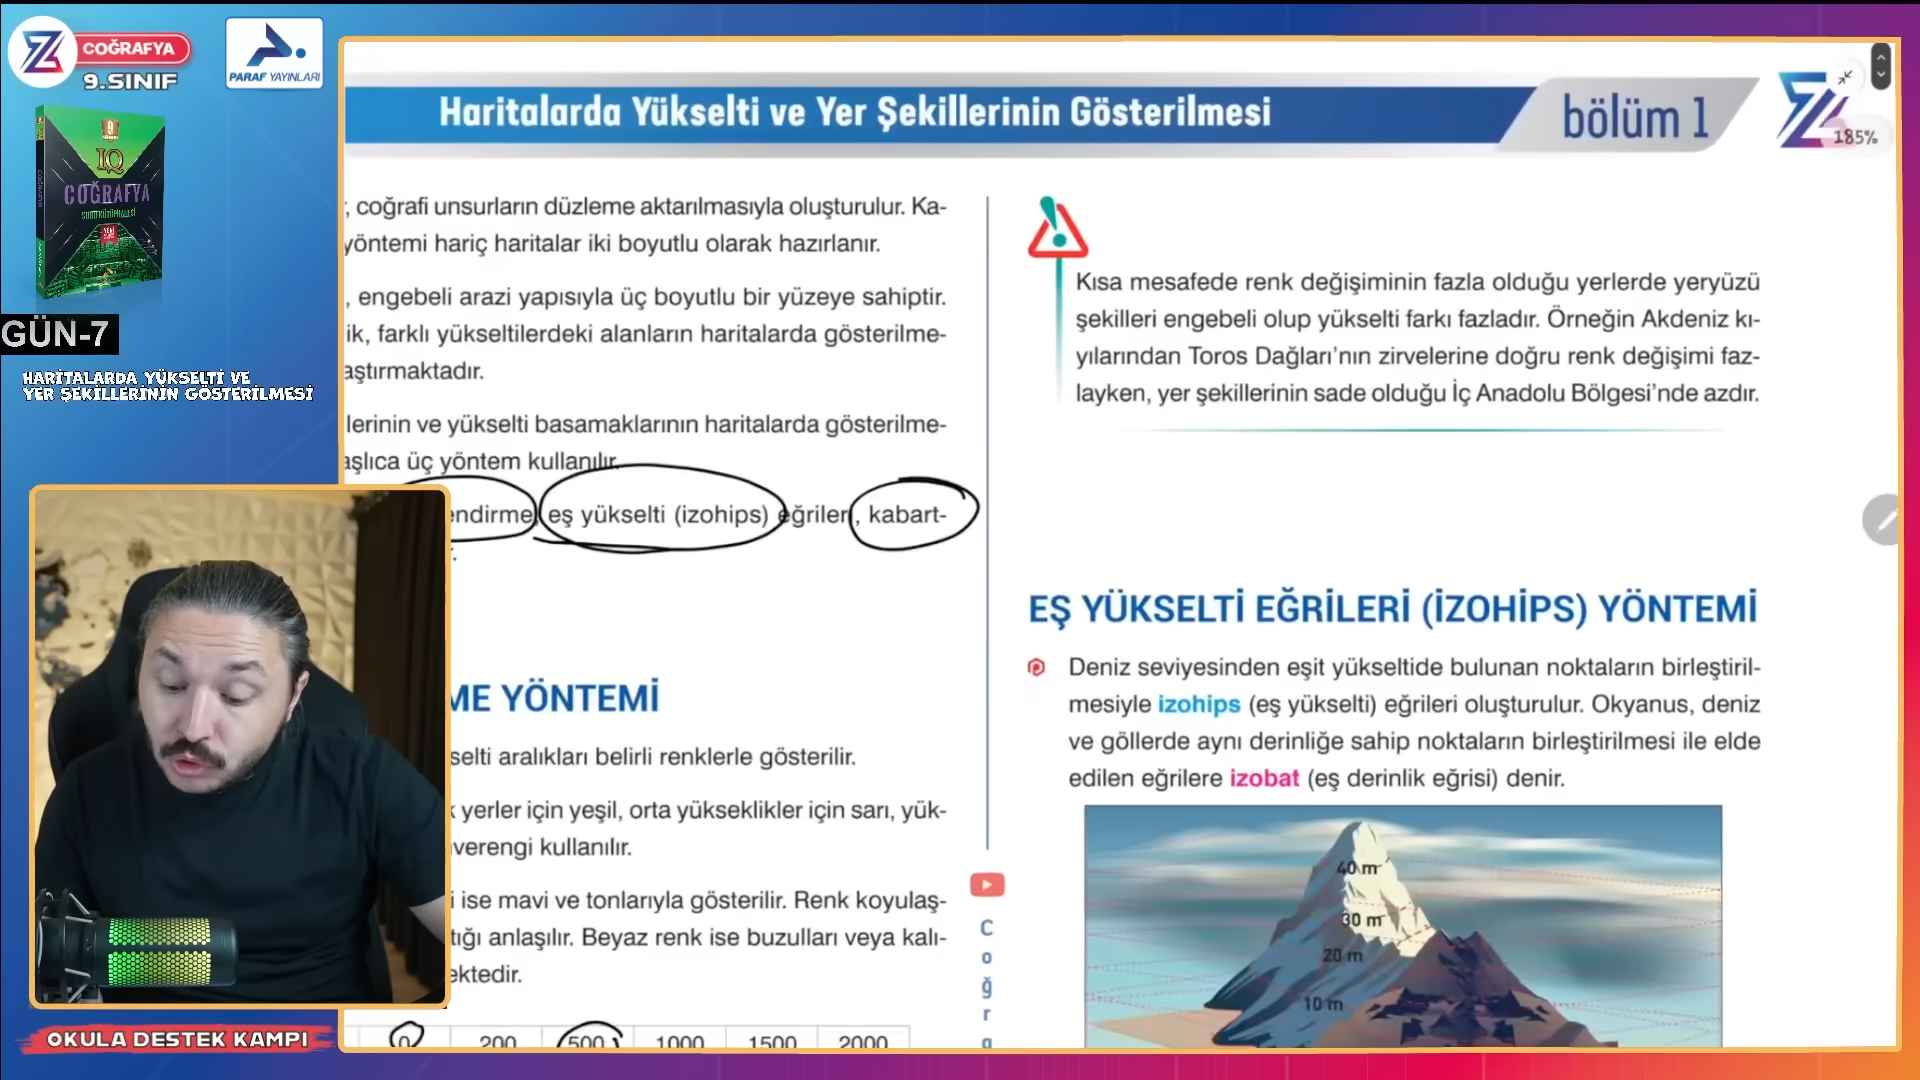 COĞRAFYA
9.SINIF
PARAF YAYINLARI
9
IQ
COĞRAFYA
GÜN-7
HARİTALARDA YÜKSELTİ VE
YER ŞEKİLLERİNİN GÖSTERİLMESİ
OKULA DESTEK KAMPI
Haritalarda Yükselti ve Yer Şekillerinin Gösterilmesi
bölüm 1
185%
, coğrafi unsurların düzleme aktarılmasıyla oluşturulur. Ka-
yöntemi hariç haritalar iki boyutlu olarak hazırlanır.
, engebeli arazi yapısıyla üç boyutlu bir yüzeye sahiptir.
ik, farklı yükseltilerdeki alanların haritalarda gösterilme-
aştırmaktadır.
lerinin ve yükselti basamaklarının haritalarda gösterilme-
aşlıca üç yöntem kullanılır.
endirme, eş yükselti (izohips) eğrileri, kabart-
r.
ME YÖNTEMİ
selti aralıkları belirli renklerle gösterilir.
k yerler için yeşil, orta yükseklikler için sarı, yük-
verengi kullanılır.
i ise mavi ve tonlarıyla gösterilir. Renk koyulaş-
tığı anlaşılır. Beyaz renk ise buzulları veya kalı-
ektedir.
0 200 500 1000 1500 2000
Coğra
Kısa mesafede renk değişiminin fazla olduğu yerlerde yeryüzü
şekilleri engebeli olup yükselti farkı fazladır. Örneğin Akdeniz kı-
yılarından Toros Dağları'nın zirvelerine doğru renk değişimi faz-
layken, yer şekillerinin sade olduğu İç Anadolu Bölgesi'nde azdır.
EŞ YÜKSELTİ EĞRİLERİ (İZOHİPS) YÖNTEMİ
Deniz seviyesinden eşit yükseltide bulunan noktaların birleştiril-
mesiyle izohips (eş yükselti) eğrileri oluşturulur. Okyanus, deniz
ve göllerde aynı derinliğe sahip noktaların birleştirilmesi ile elde
edilen eğrilere izobat (eş derinlik eğrisi) denir.
40 m
30 m
20 m
10 m